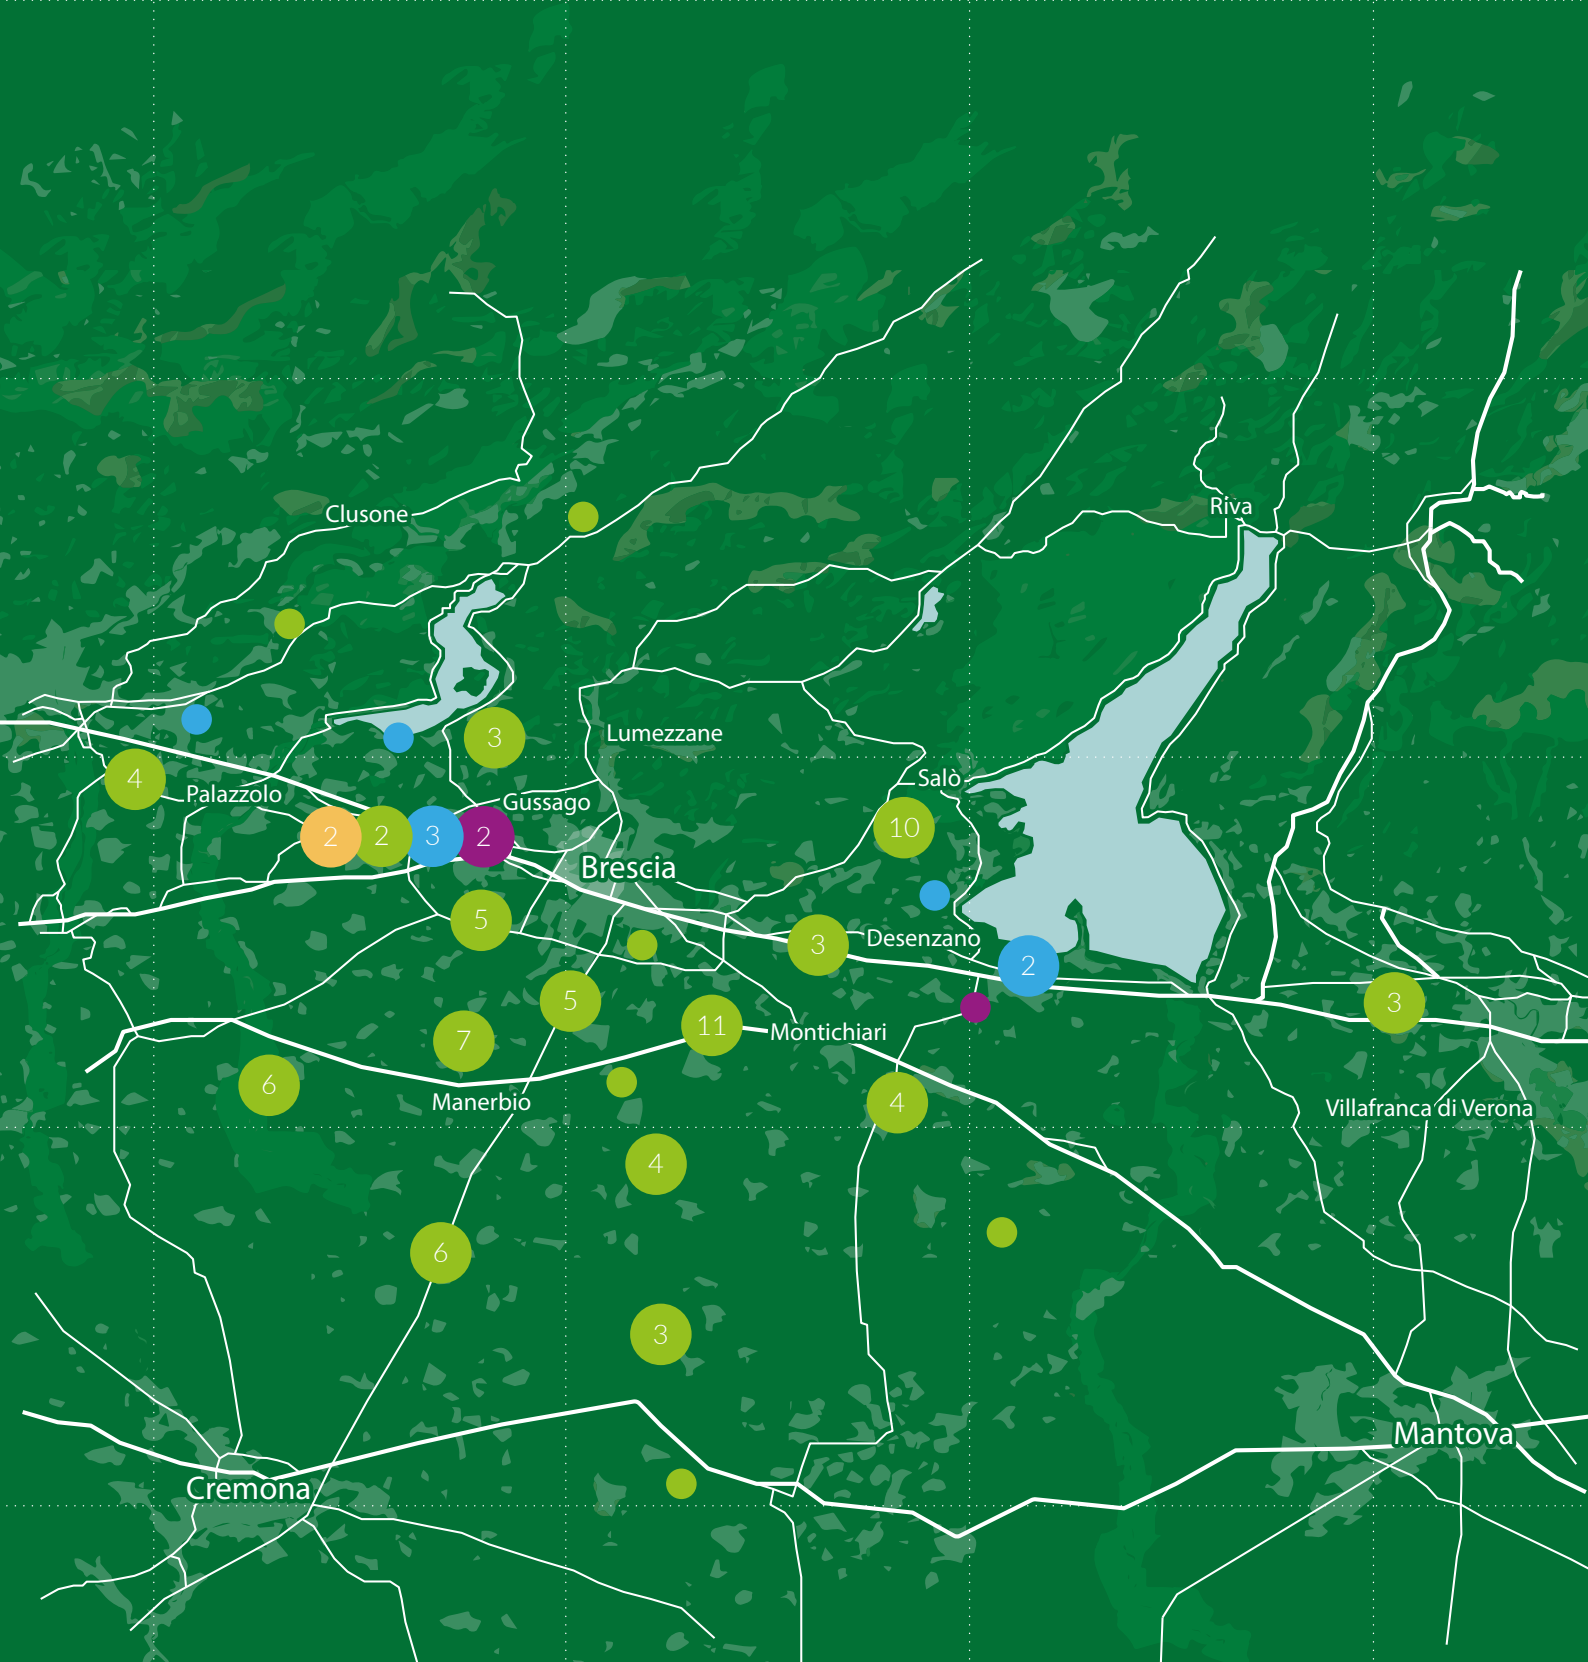 Clusone
Riva
Lumezzane
3
4
Palazzolo
Salò
Gussago
10
2
2
3
2
Brescia
5
3
Desenzano
2
5
3
11
Montichiari
7
6
Manerbio
4
Villafranca di Verona
4
6
3
Mantova
Cremona